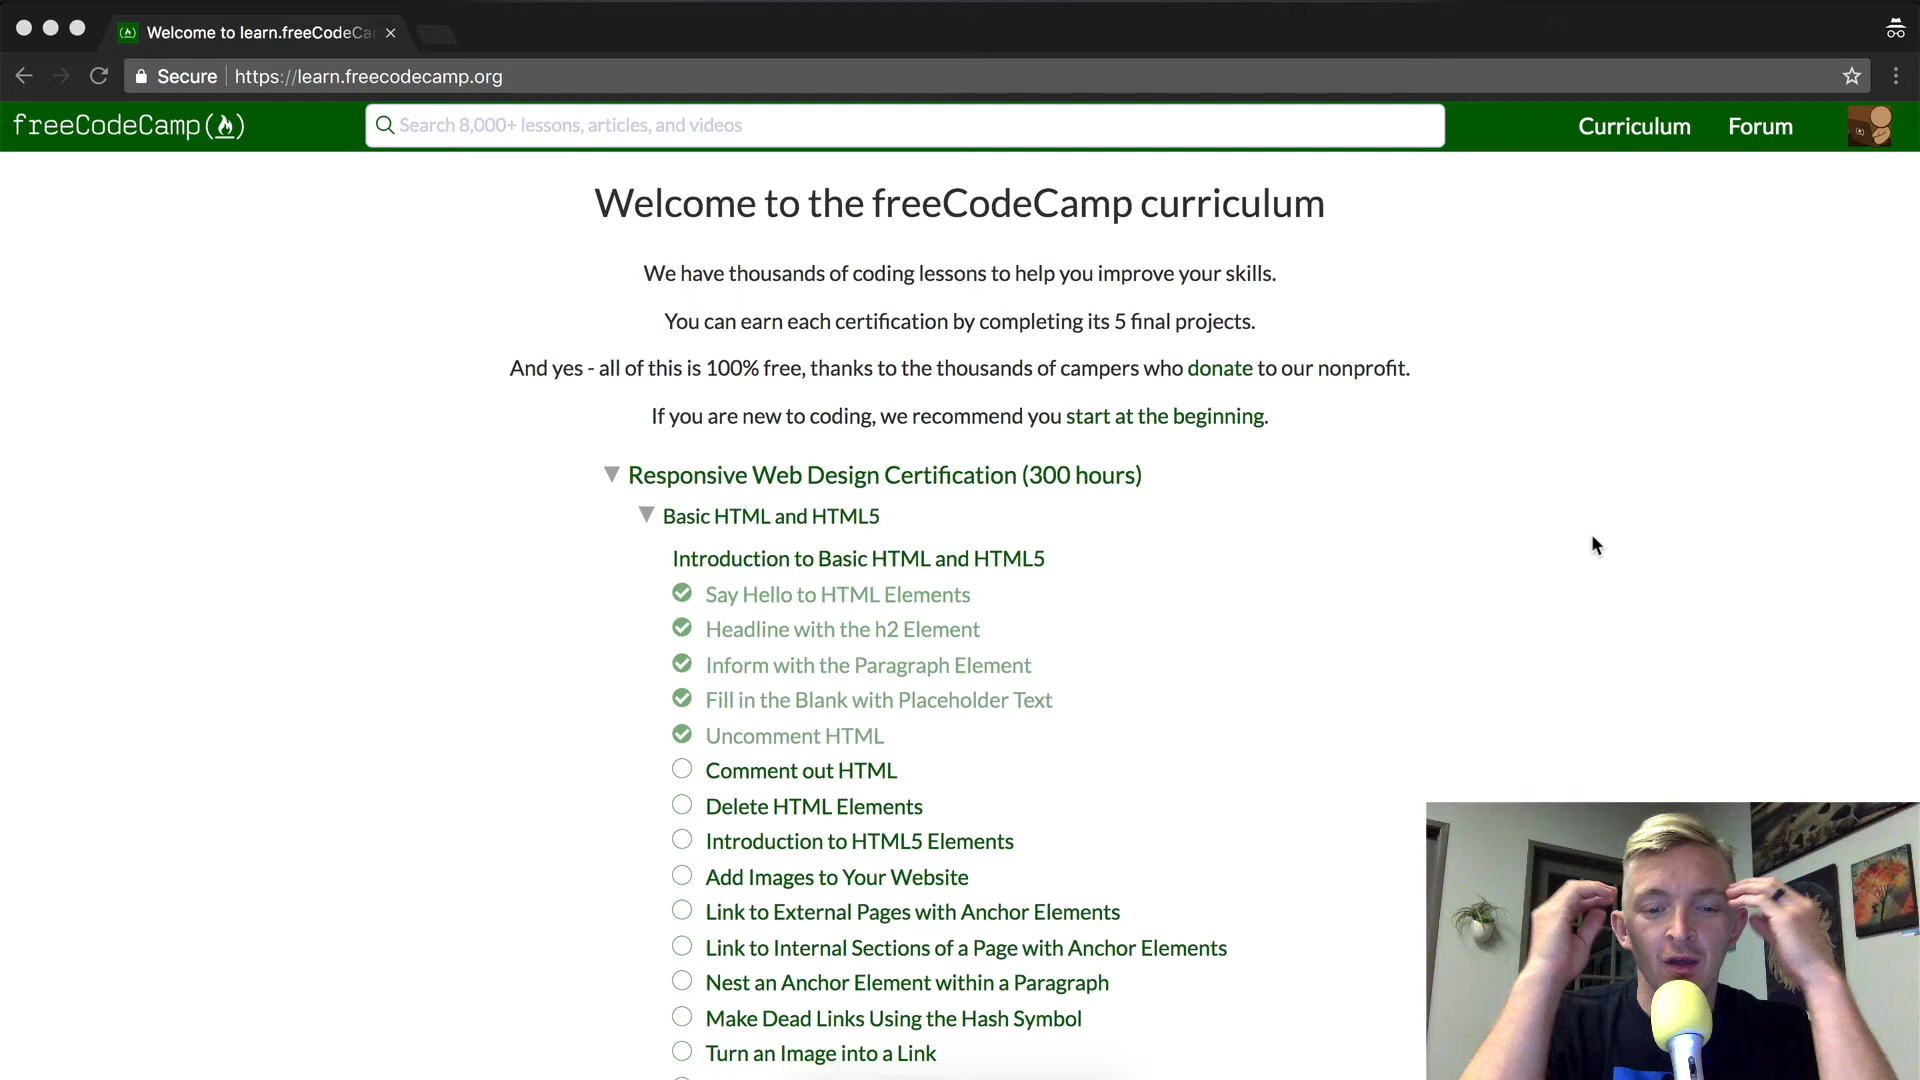 Welcome to learn.freeCodeCa
Secure
https://learn.freecodecamp.org
freeCodeCamp
Search 8,000+ lessons, articles, and videos
Curriculum
Forum
Welcome to the freeCodeCamp curriculum
We have thousands of coding lessons to help you improve your skills.
You can earn each certification by completing its 5 final projects.
And yes - all of this is 100% free, thanks to the thousands of campers who donate to our nonprofit.
If you are new to coding, we recommend you start at the beginning.
Responsive Web Design Certification (300 hours)
Basic HTML and HTML5
Introduction to Basic HTML and HTML5
Say Hello to HTML Elements
Headline with the h2 Element
Inform with the Paragraph Element
Fill in the Blank with Placeholder Text
Uncomment HTML
Comment out HTML
Delete HTML Elements
Introduction to HTML5 Elements
Add Images to Your Website
Link to External Pages with Anchor Elements
Link to Internal Sections of a Page with Anchor Elements
Nest an Anchor Element within a Paragraph
Make Dead Links Using the Hash Symbol
Turn an Image into a Link